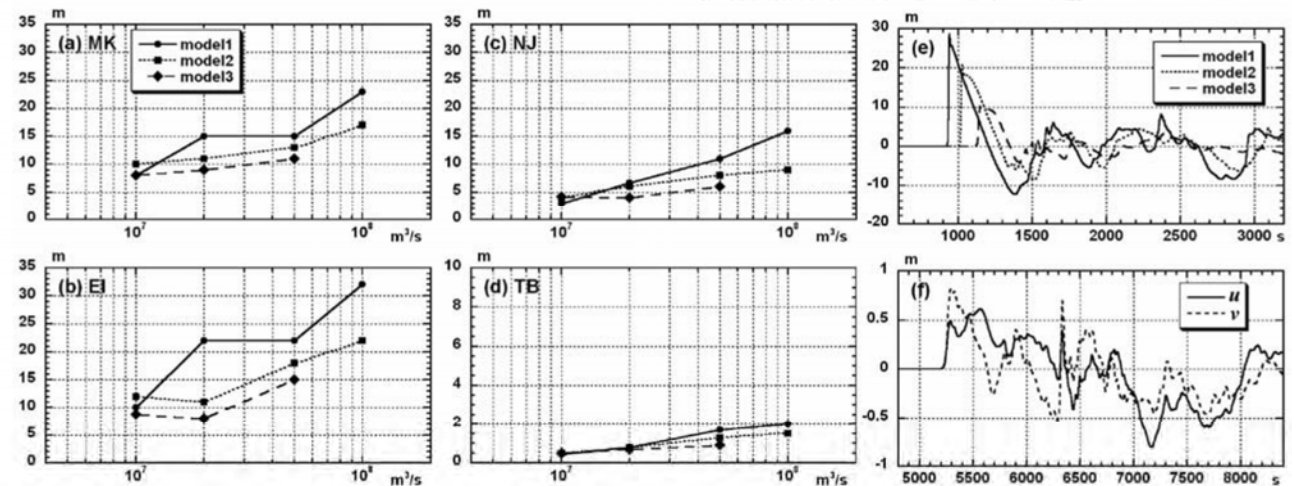 m
35
30
25
20
15
10
5
0
(a) MK
model1
model2
model3
10⁷
10⁸
m³/s
m
35
30
25
20
15
10
5
0
(c) NJ
10⁷
10⁸
m³/s
m
30
20
10
0
-10
-20
(e)
model1
model2
model3
1000
1500
2000
2500
3000
s
m
35
30
25
20
15
10
5
0
(b) EI
10⁷
10⁸
m³/s
m
10
8
6
4
2
0
(d) TB
10⁷
10⁸
m³/s
m
1
0.5
0
-0.5
-1
(f)
u
v
5000
5500
6000
6500
7000
7500
8000
s